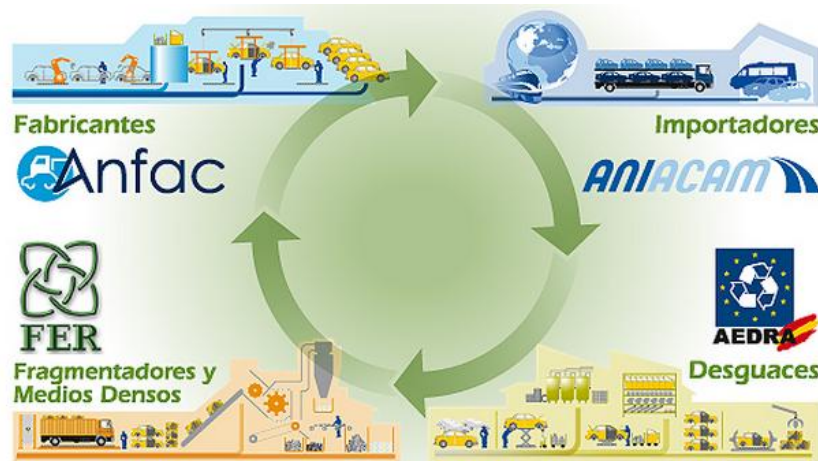 Fabricantes
Anfac
Importadores
ANIACAM
FER
Fragmentadores y
Medios Densos
AEDRA
Desguaces